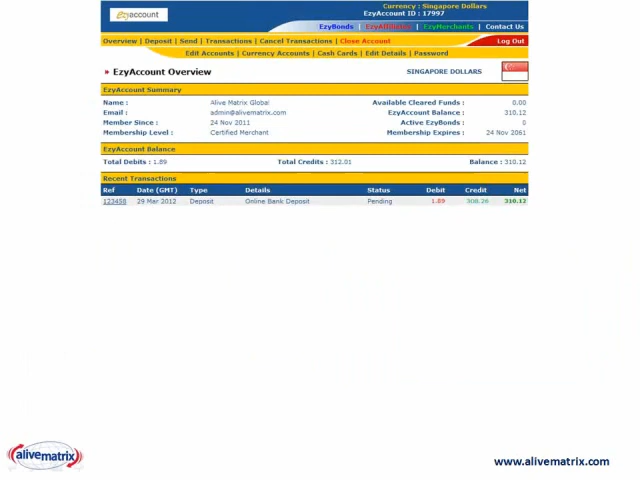 Currency : Singapore Dollars
Ezyaccount
EzyAccount ID : 17997
EzyBonds | EzyAffiliates | EzyMerchants | Contact Us
Overview | Deposit | Send | Transactions | Cancel Transactions | Close Account Log Out
Edit Accounts | Currency Accounts | Cash Cards | Edit Details | Password
EzyAccount Overview SINGAPORE DOLLARS
EzyAccount Summary
Name : Alive Matrix Global Available Cleared Funds : 0.00
Email : admin@alivematrix.com EzyAccount Balance : 310.12
Member Since : 24 Nov 2011 Active EzyBonds : 0
Membership Level : Certified Merchant Membership Expires : 24 Nov 2061
EzyAccount Balance
Total Debits : 1.89 Total Credits : 312.01 Balance : 310.12
Recent Transactions
Ref Date (GMT) Type Details Status Debit Credit Net
123458 29 Mar 2012 Deposit Online Bank Deposit Pending 1.89 308.26 310.12
alivematrix
www.alivematrix.com